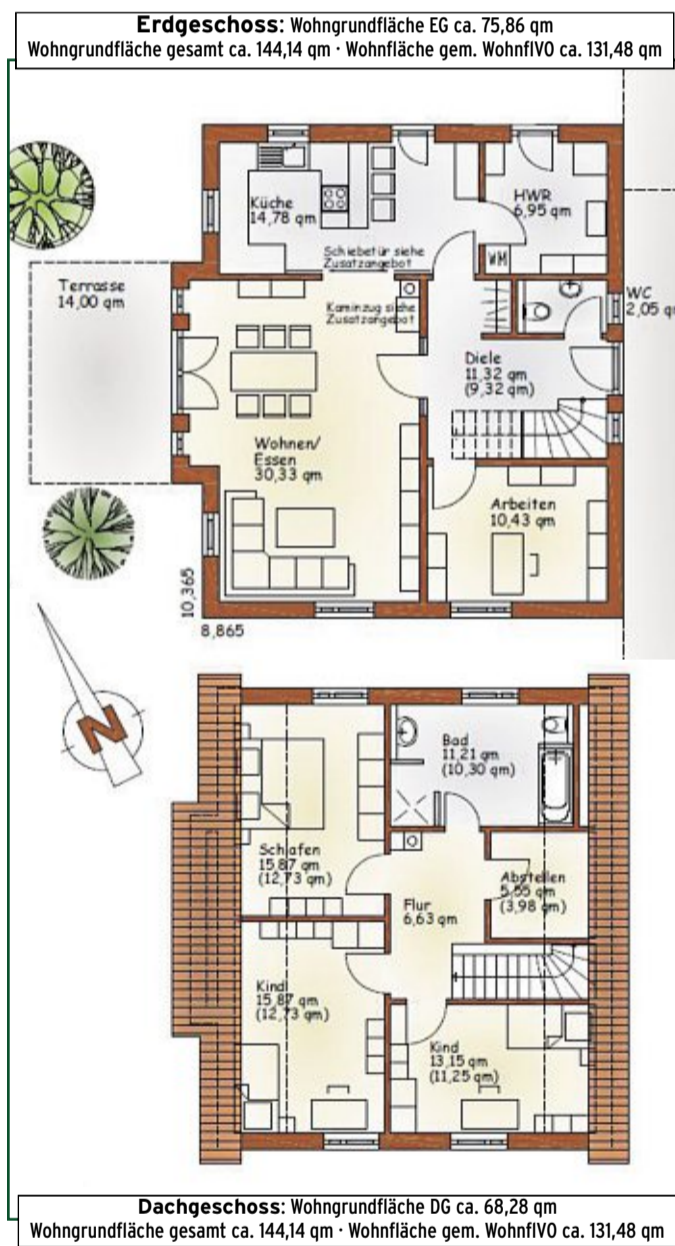 Erdgeschoss: Wohngrundfläche EG ca. 75,86 qm
Wohngrundfläche gesamt ca. 144,14 qm · Wohnfläche gem. WohnflVO ca. 131,48 qm
Küche
14,78 qm
HWR
6,95 qm
Schiebetür siehe
Zusatzangebot
WM
Terrasse
14,00 qm
Kaminzug siehe
Zusatzangebot
WC
2,05 qm
Diele
11,32 qm
(9,32 qm)
Wohnen/
Essen
30,33 qm
Arbeiten
10,43 qm
10,365
8,865
N
Bad
11,21 qm
(10,30 qm)
Schlafen
15,87 qm
(12,73 qm)
Abstellen
5,55 qm
(3,98 qm)
Flur
6,63 qm
KindI
15,87 qm
(12,73 qm)
Kind
13,15 qm
(11,25 qm)
Dachgeschoss: Wohngrundfläche DG ca. 68,28 qm
Wohngrundfläche gesamt ca. 144,14 qm · Wohnfläche gem. WohnflVO ca. 131,48 qm